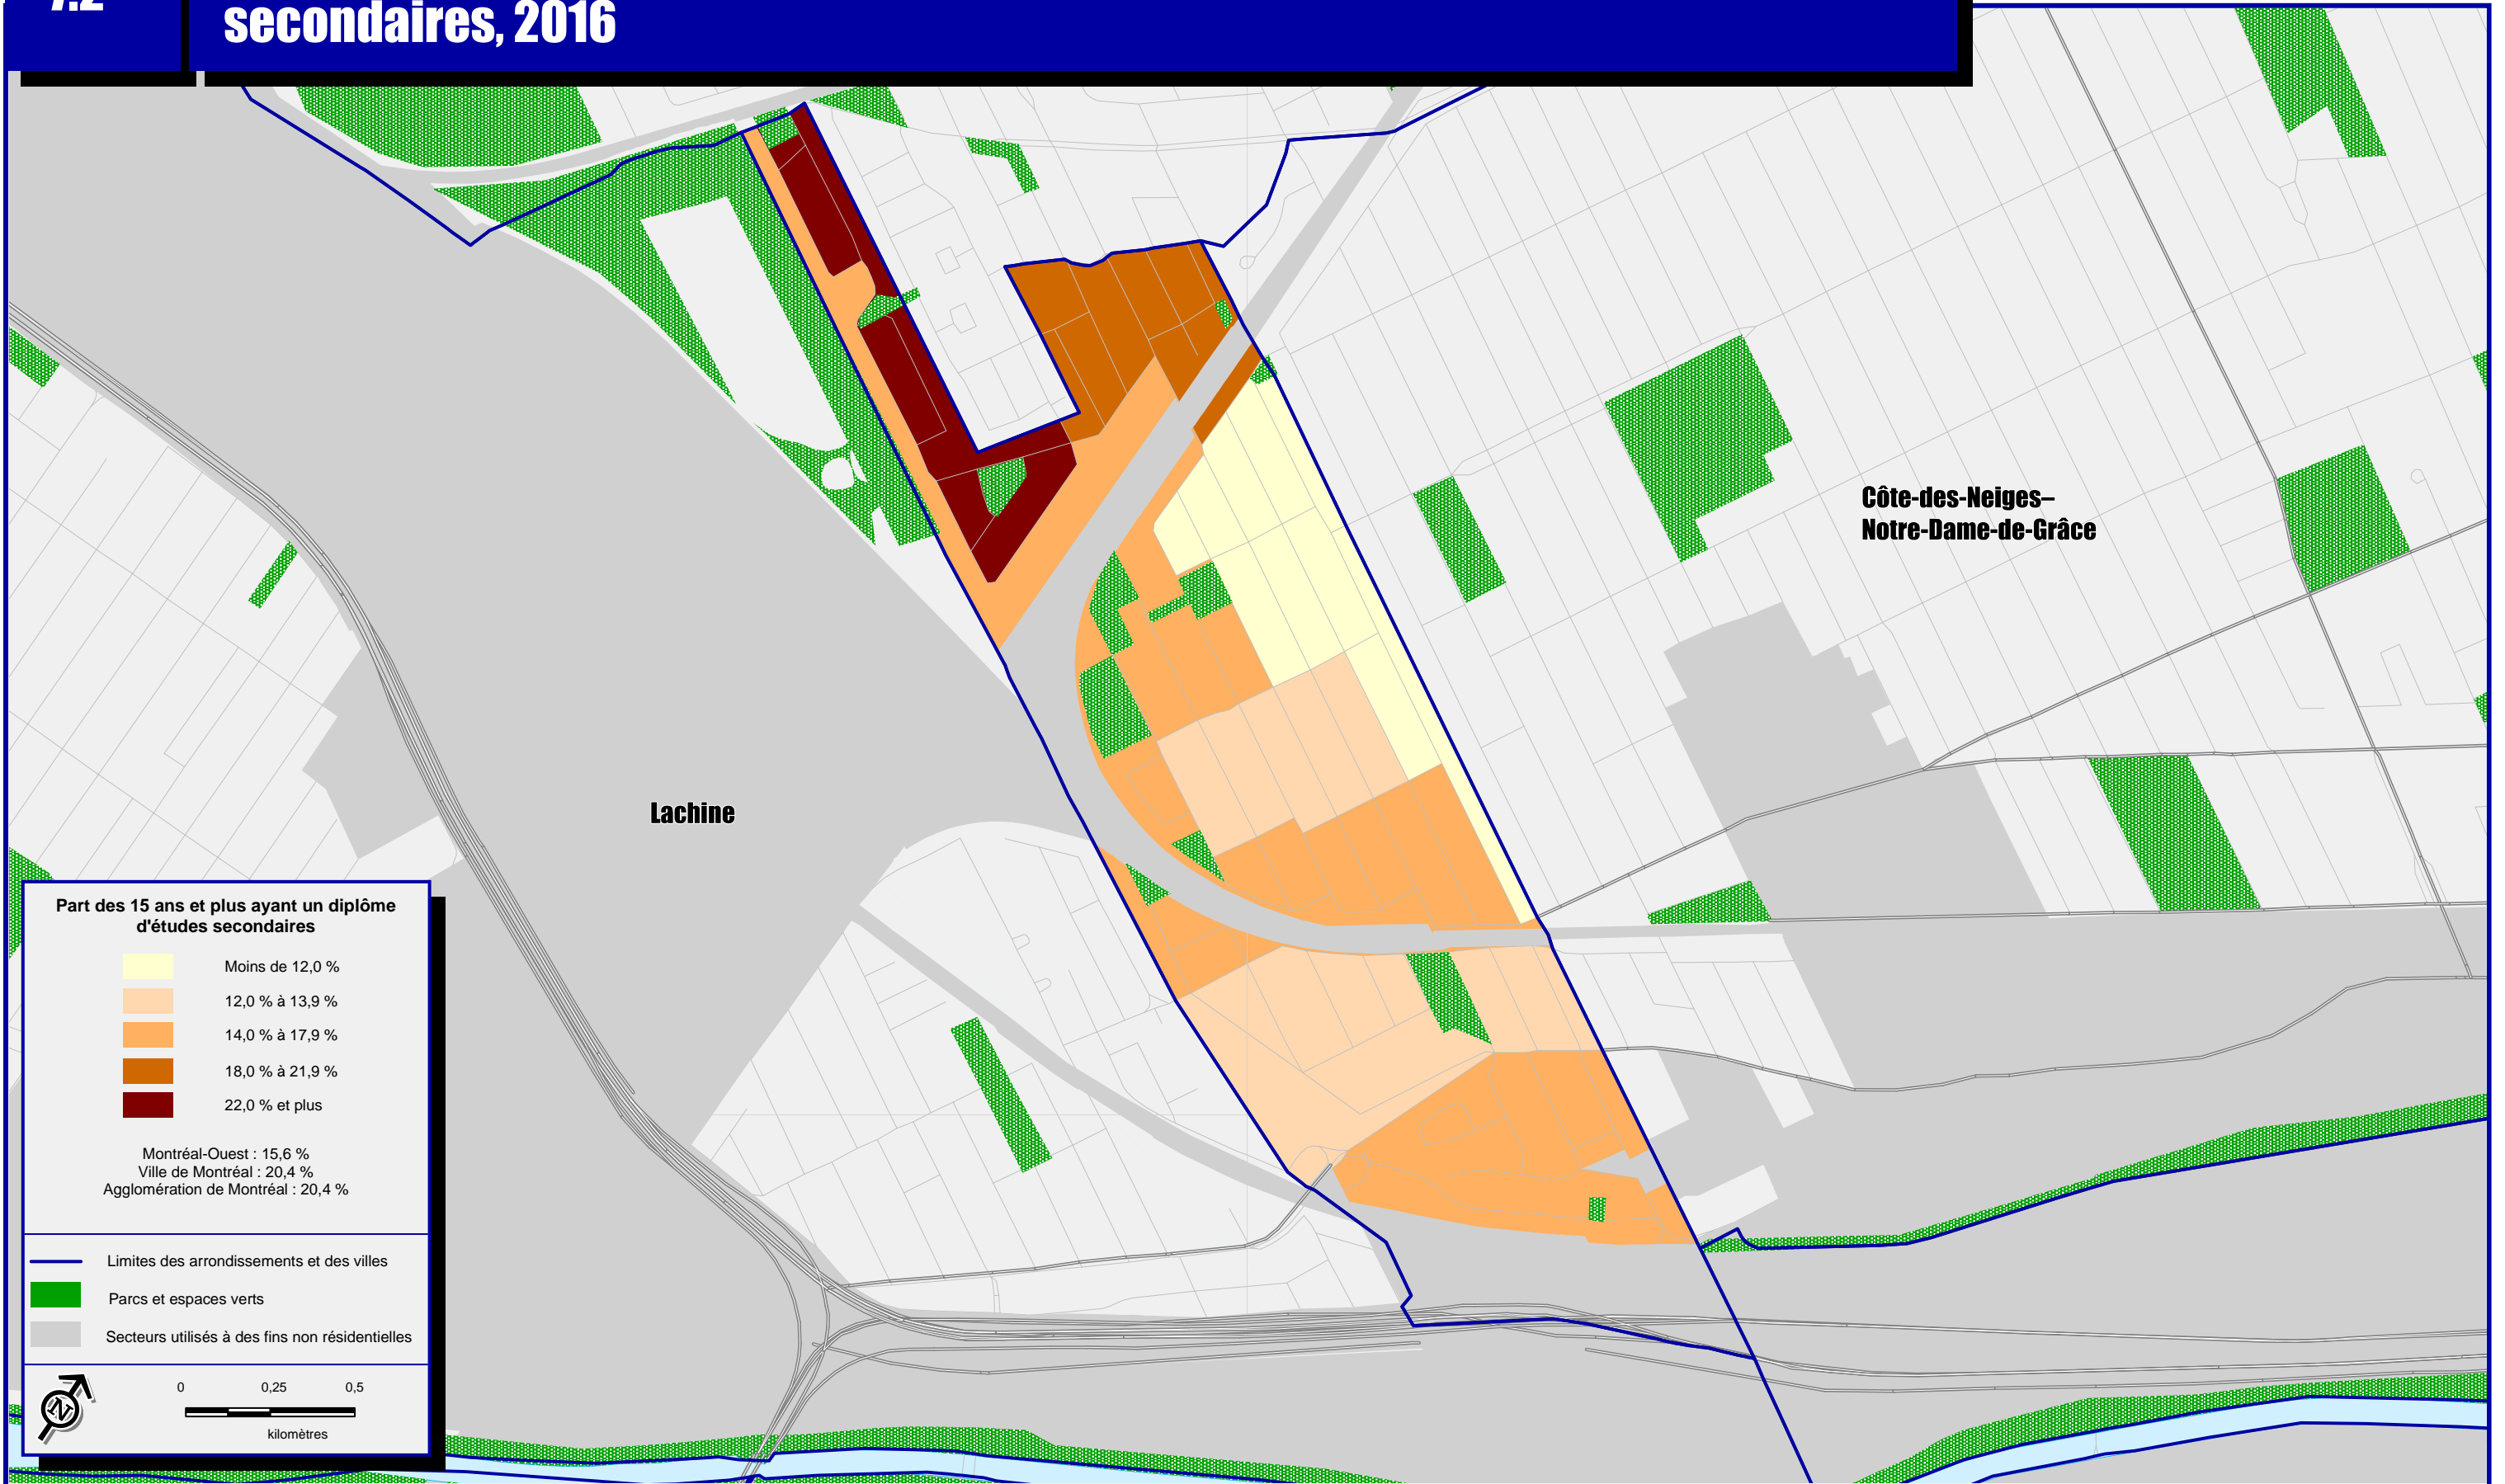 7.2
secondaires, 2016
Côte-des-Neiges–
Notre-Dame-de-Grâce
Lachine
Part des 15 ans et plus ayant un diplôme
d'études secondaires
Moins de 12,0 %
12,0 % à 13,9 %
14,0 % à 17,9 %
18,0 % à 21,9 %
22,0 % et plus
Montréal-Ouest : 15,6 %
Ville de Montréal : 20,4 %
Agglomération de Montréal : 20,4 %
Limites des arrondissements et des villes
Parcs et espaces verts
Secteurs utilisés à des fins non résidentielles
N
0 0,25 0,5
kilomètres